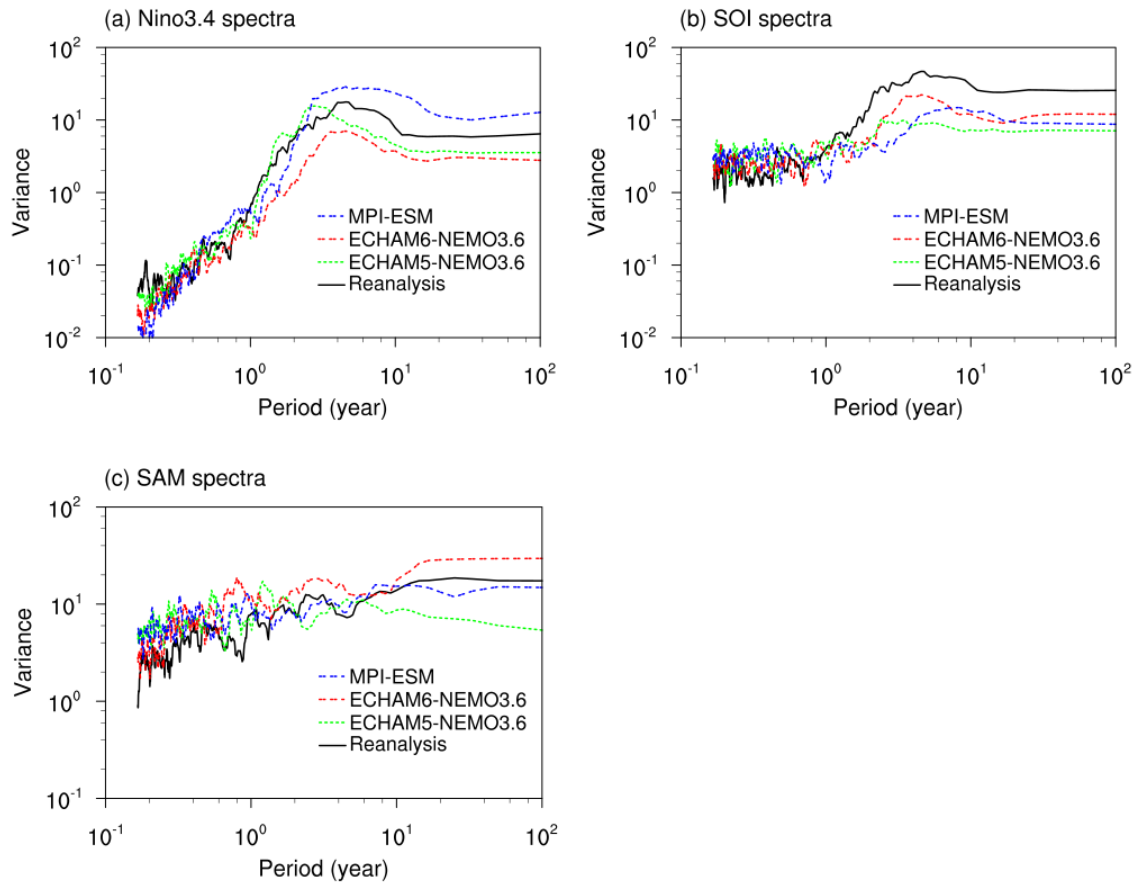 (a) Nino3.4 spectra
10^2
10^1
10^0
10^-1
10^-2
Variance
MPI-ESM
ECHAM6-NEMO3.6
ECHAM5-NEMO3.6
Reanalysis
10^-1 10^0 10^1 10^2
Period (year)
(b) SOI spectra
10^2
10^1
10^0
10^-1
10^-2
Variance
MPI-ESM
ECHAM6-NEMO3.6
ECHAM5-NEMO3.6
Reanalysis
10^-1 10^0 10^1 10^2
Period (year)
(c) SAM spectra
10^2
10^1
10^0
10^-1
Variance
MPI-ESM
ECHAM6-NEMO3.6
ECHAM5-NEMO3.6
Reanalysis
10^-1 10^0 10^1 10^2
Period (year)